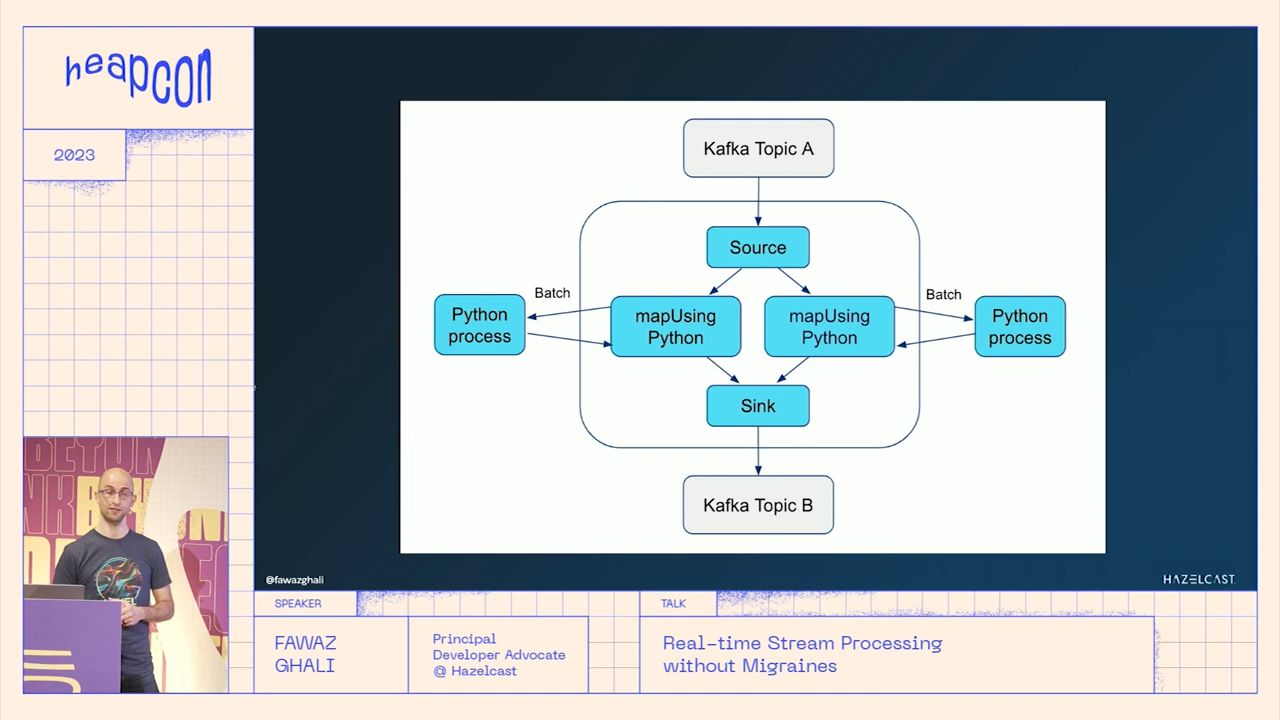 heapcon
2023
Kafka Topic A
Source
Batch
Batch
Python
process
mapUsing
Python
mapUsing
Python
Python
process
Sink
Kafka Topic B
@fawazghali
HAZELCAST
SPEAKER
TALK
FAWAZ
GHALI
Principal
Developer Advocate
@ Hazelcast
Real-time Stream Processing
without Migraines